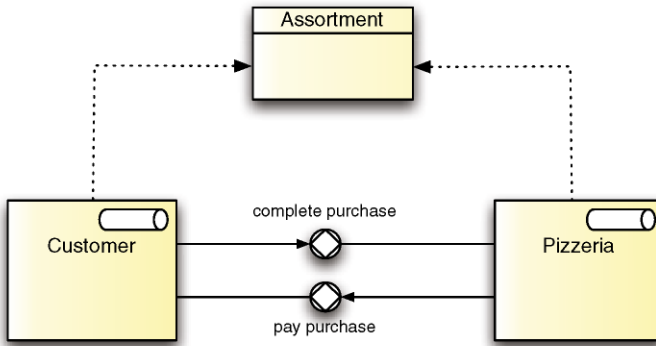 Assortment
complete purchase
Customer
Pizzeria
pay purchase